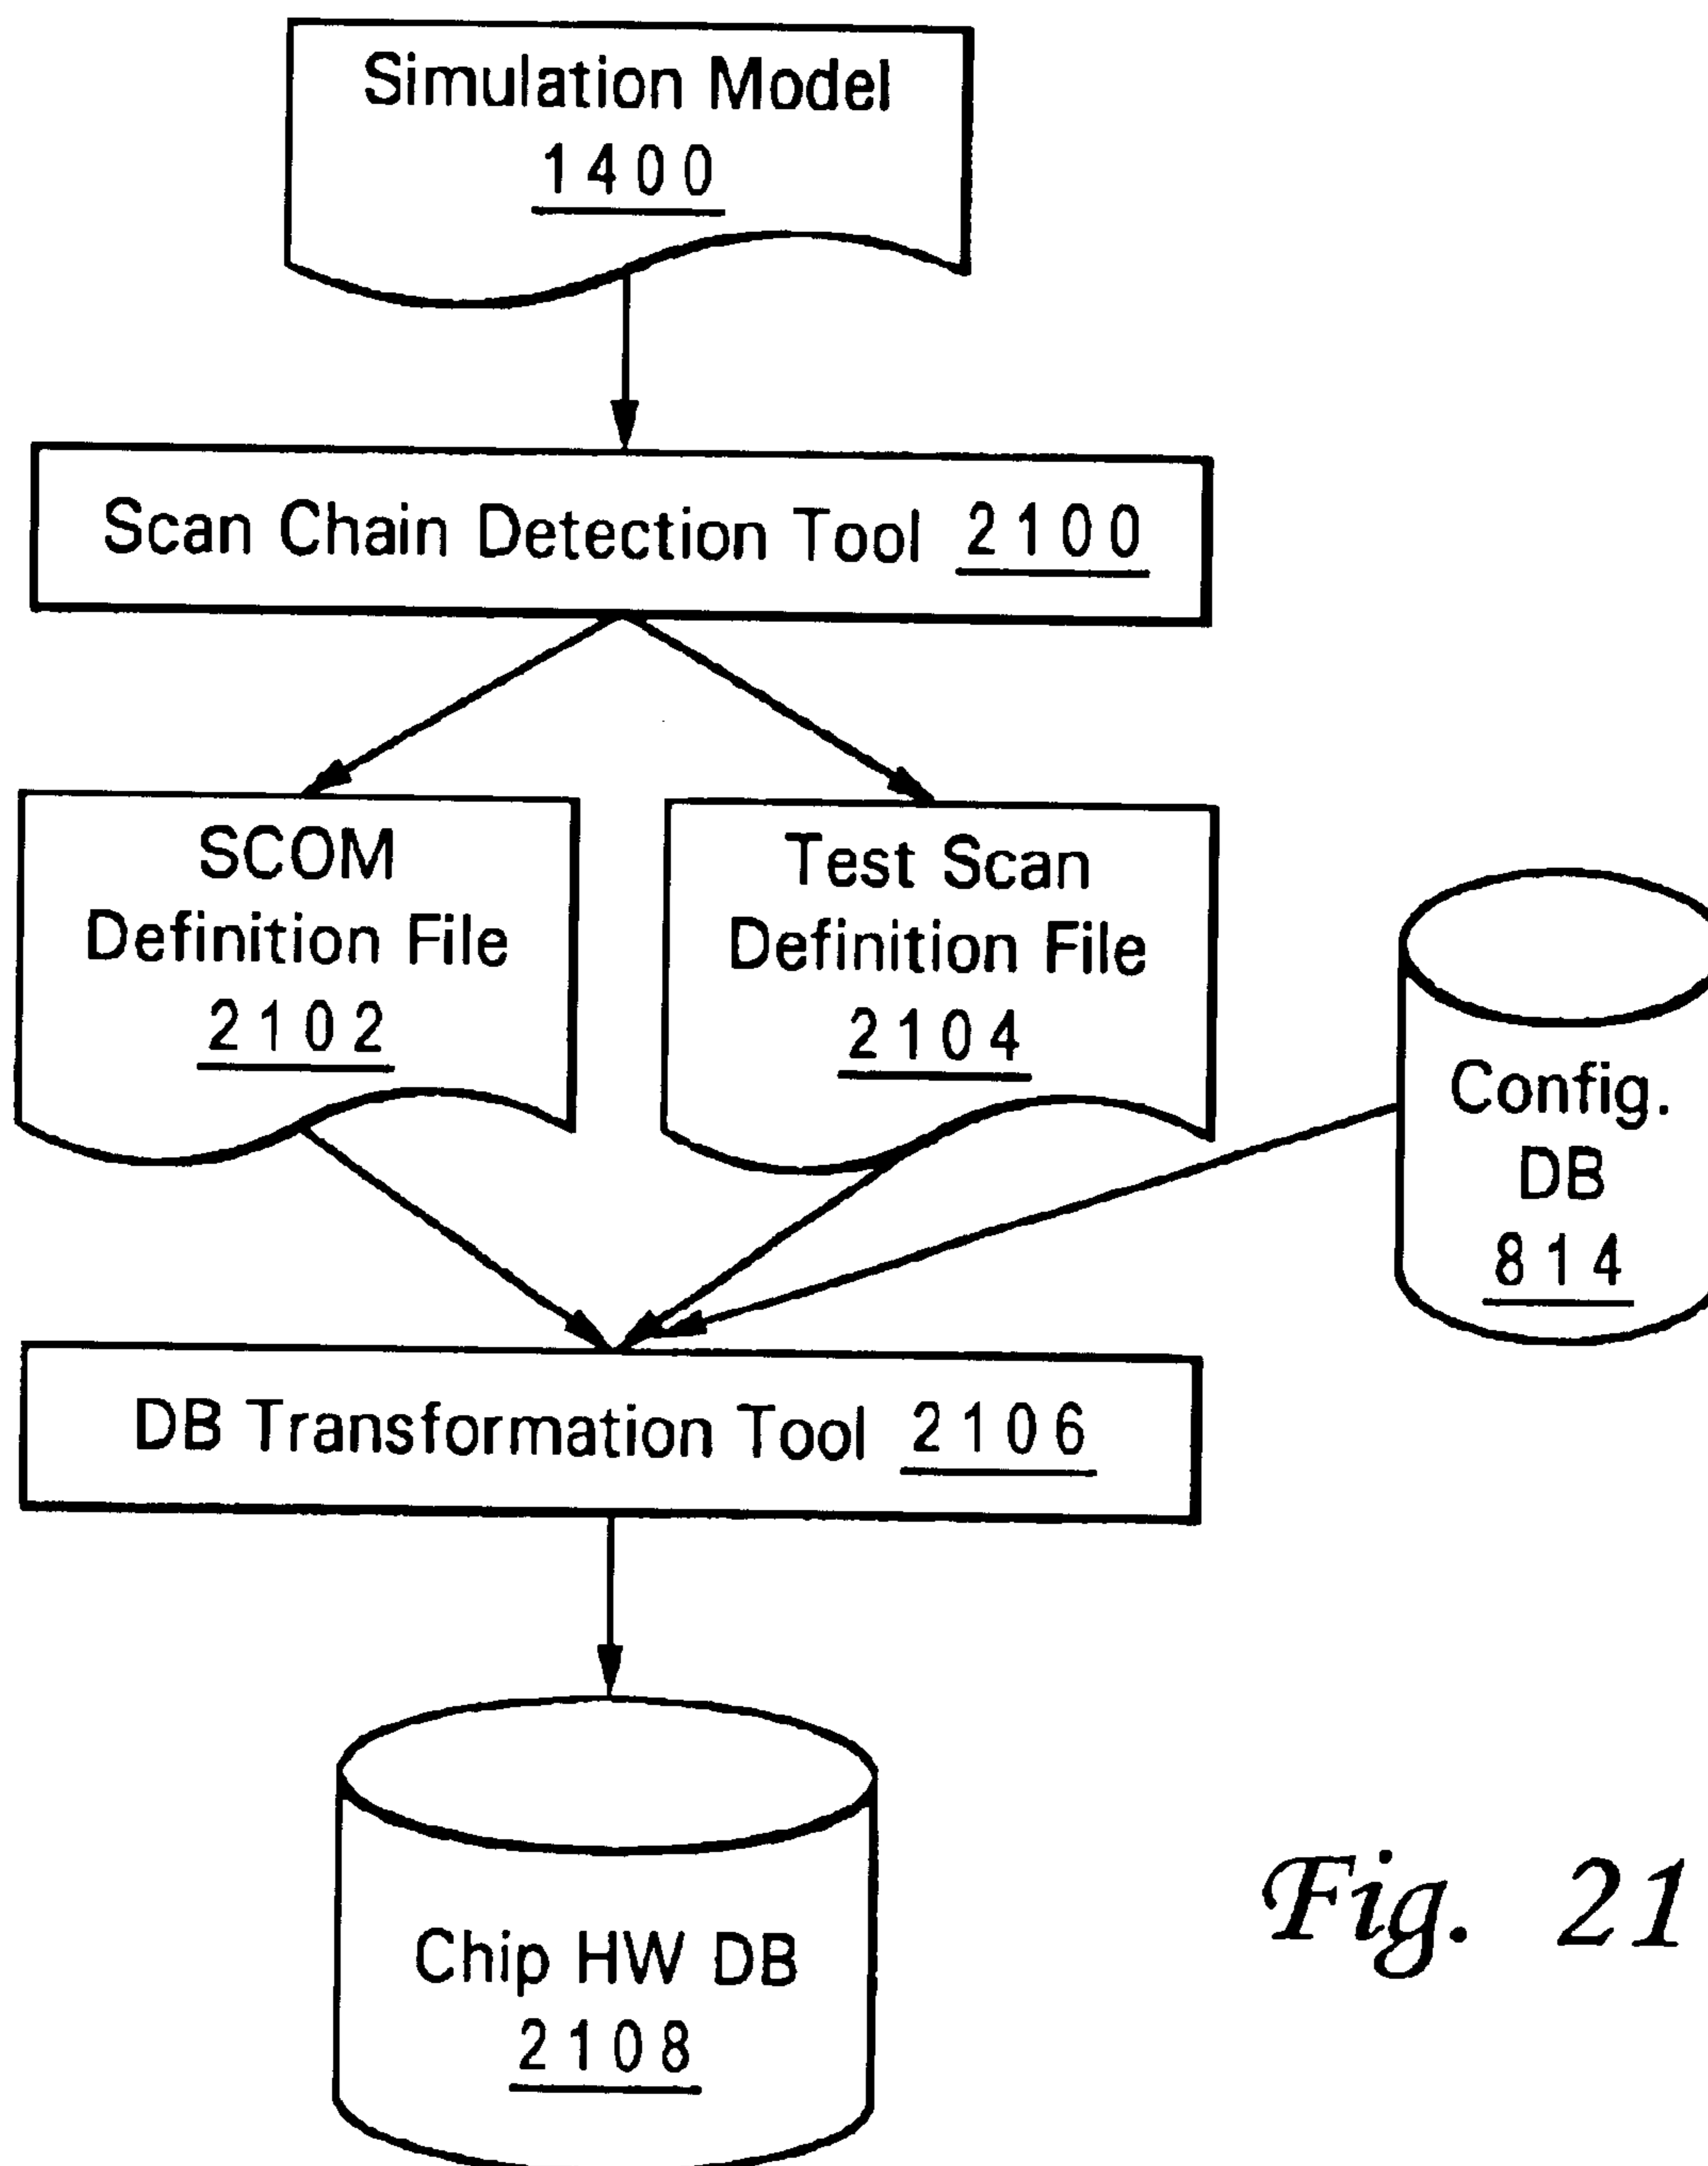 Simulation Model
1400
Scan Chain Detection Tool 2100
SCOM
Definition File
2102
Test Scan
Definition File
2104
Config.
DB
814
DB Transformation Tool 2106
Chip HW DB
2108
Fig. 21